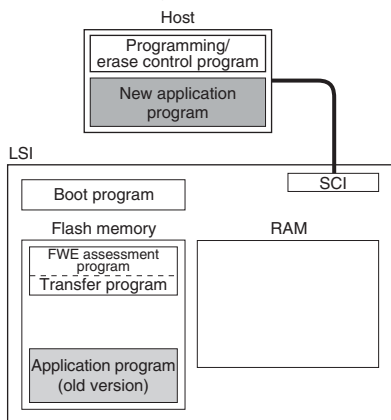 Host
Programming/
erase control program
New application
program
LSI
SCI
Boot program
Flash memory
RAM
FWE assessment
program
Transfer program
Application program
(old version)